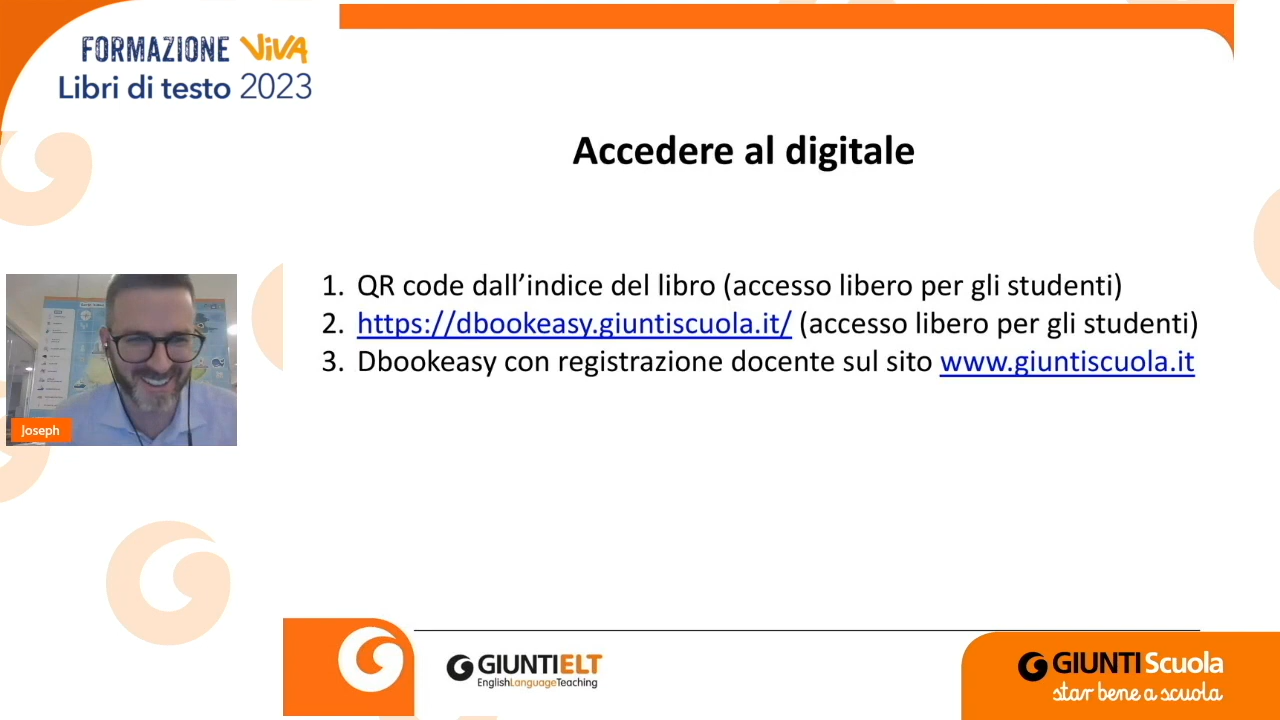 FORMAZIONE VIVA
Libri di testo 2023
Accedere al digitale
1. QR code dall’indice del libro (accesso libero per gli studenti)
2. https://dbookeasy.giuntiscuola.it/ (accesso libero per gli studenti)
3. Dbookeasy con registrazione docente sul sito www.giuntiscuola.it
Joseph
GIUNTIELT
EnglishLanguageTeaching
GIUNTI Scuola
star bene a scuola